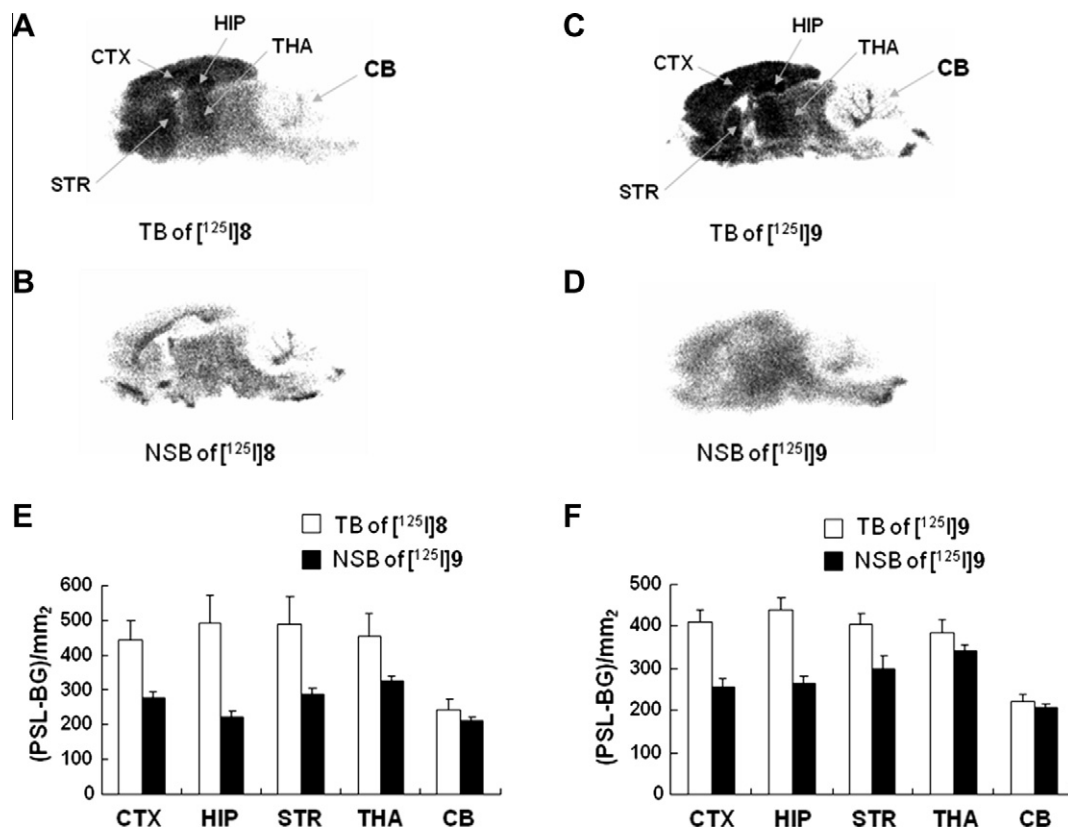 A
HIP
CTX
THA
CB
STR
TB of [¹²⁵I]8
B
NSB of [¹²⁵I]8
C
HIP
CTX
THA
CB
STR
TB of [¹²⁵I]9
D
NSB of [¹²⁵I]9
E
TB of [¹²⁵I]8
NSB of [¹²⁵I]9
(PSL-BG)/mm₂
600
500
400
300
200
100
0
CTX HIP STR THA CB
F
TB of [¹²⁵I]9
NSB of [¹²⁵I]9
(PSL-BG)/mm₂
500
400
300
200
100
0
CTX HIP STR THA CB